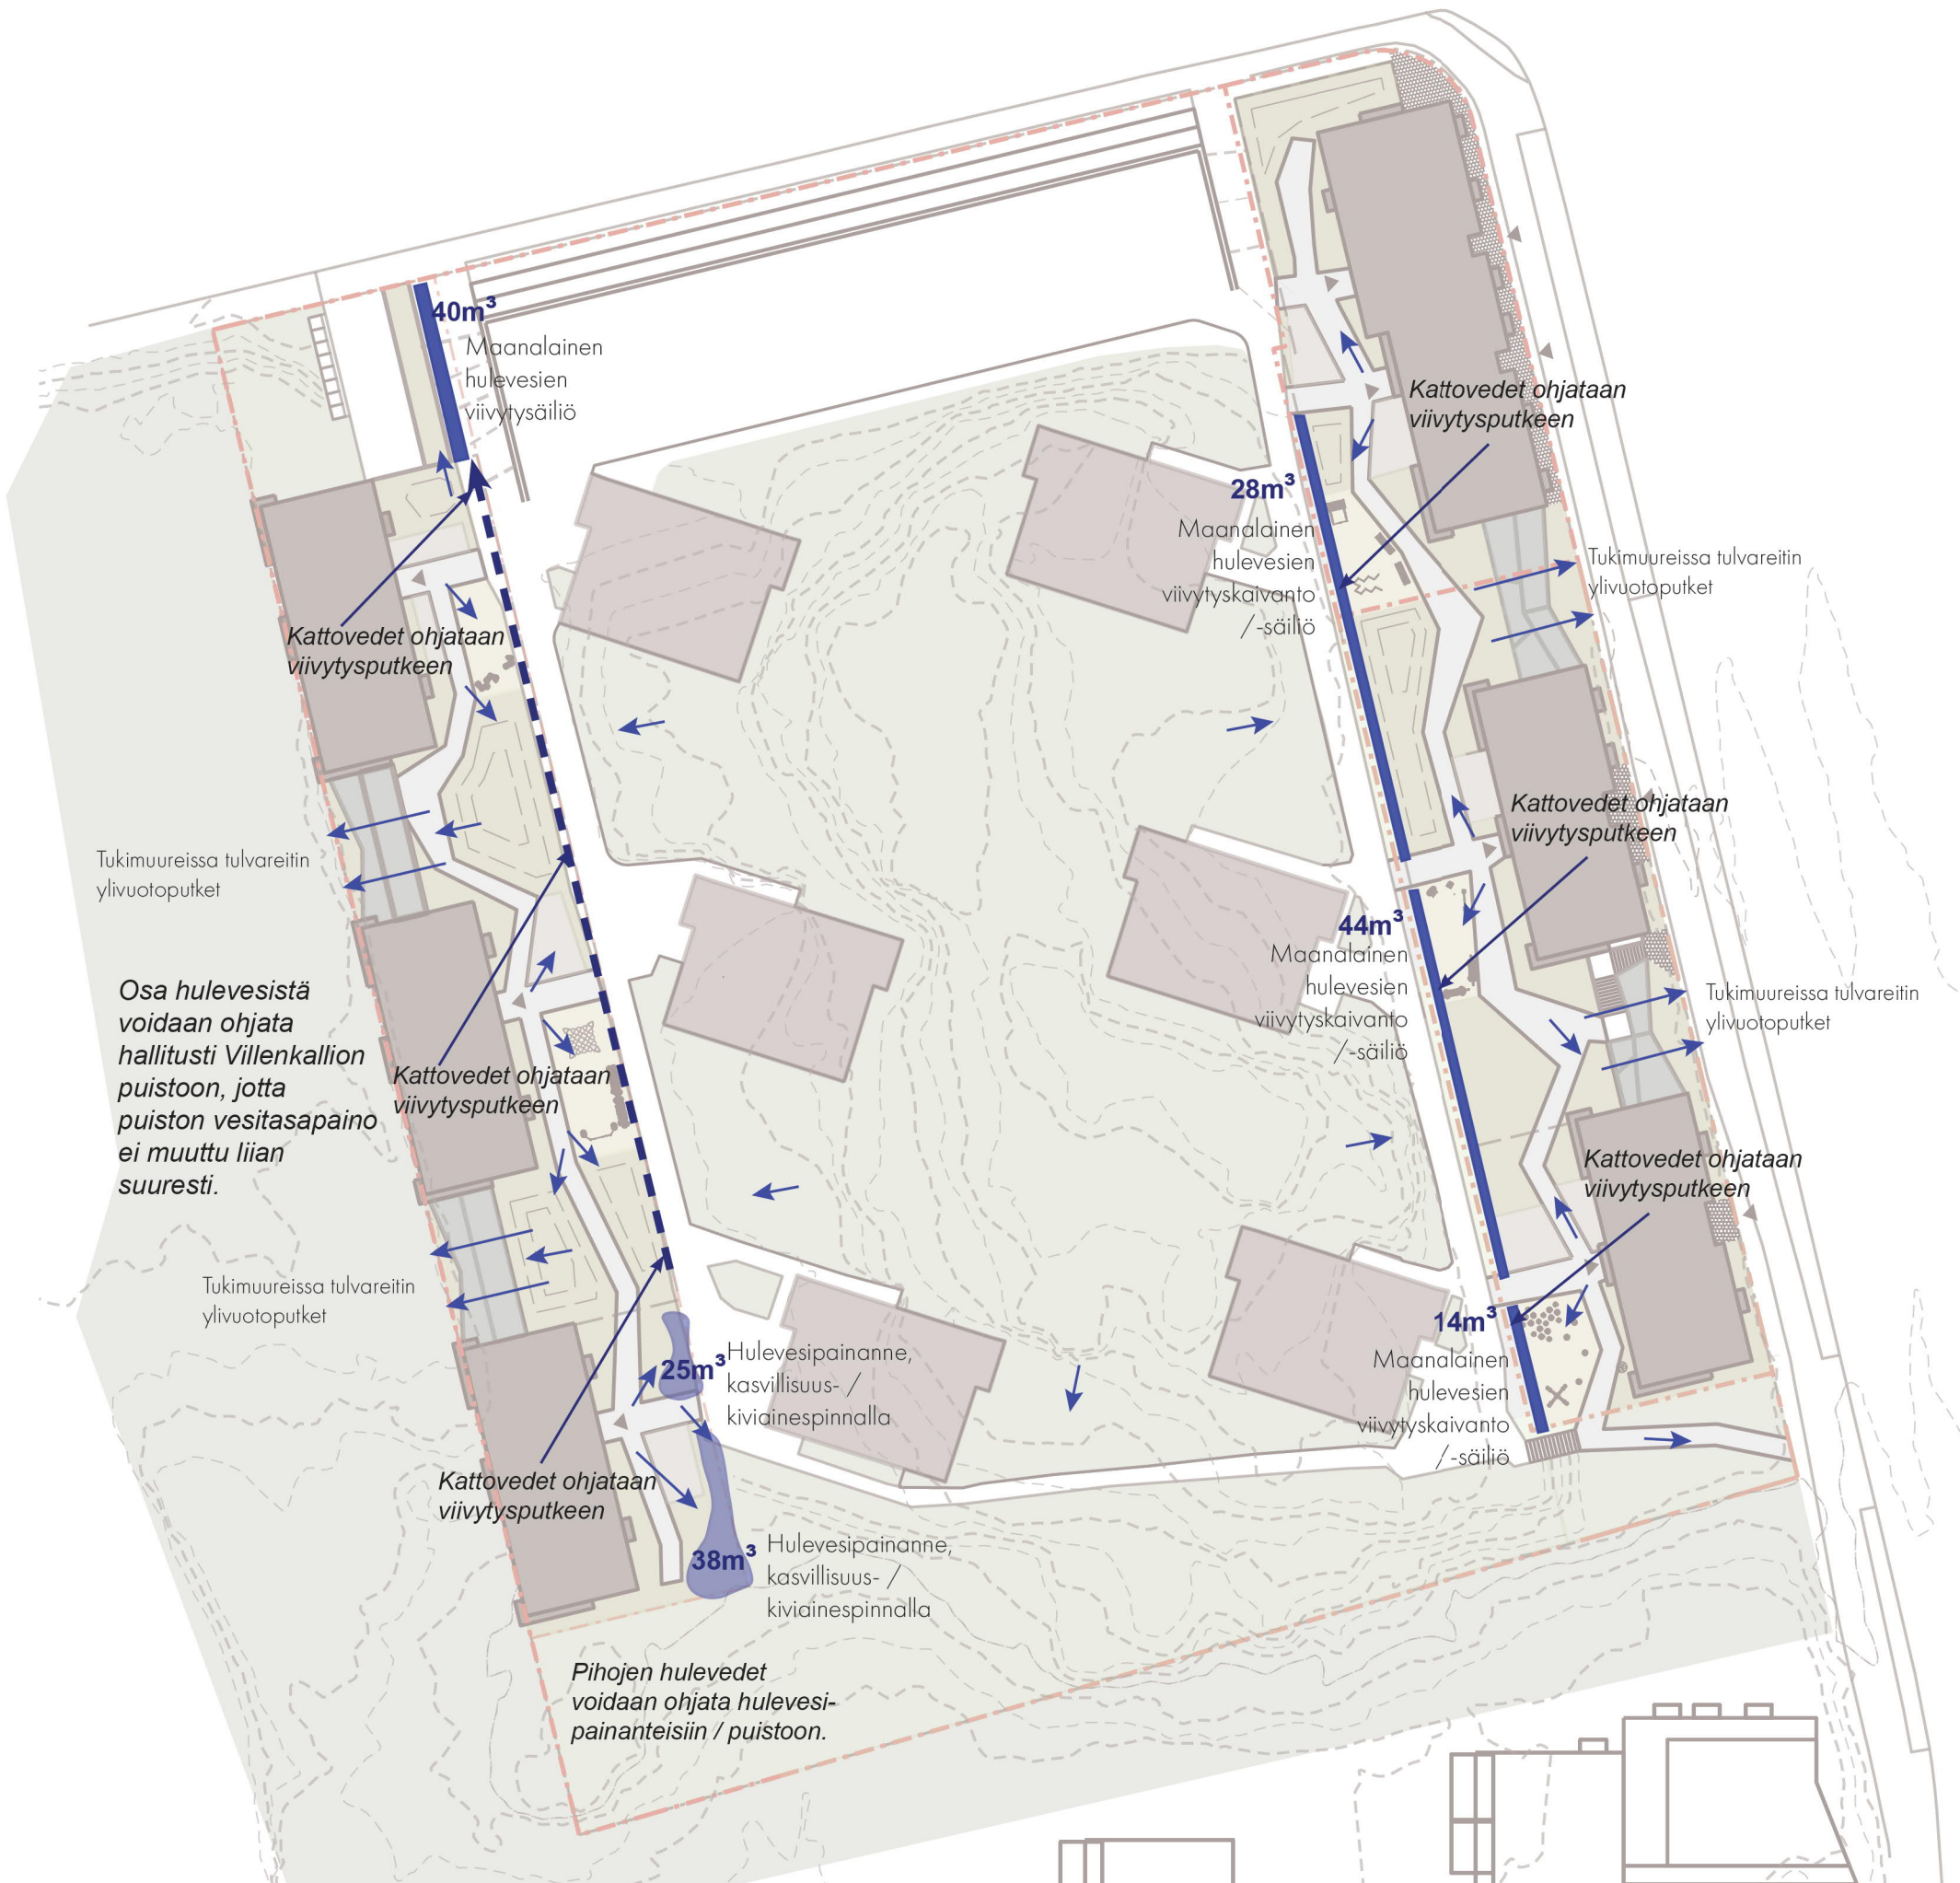 40m³
Maanalainen
hulevesien
viivytysäiliö
Kattovedet ohjataan
viivytysputkeen
28m³
Maanalainen
hulevesien
viivytyskaivanto
/-säiliö
Tukimuureissa tulvareitin
ylivuotoputket
Kattovedet ohjataan
viivytysputkeen
Kattovedet ohjataan
viivytysputkeen
Tukimuureissa tulvareitin
ylivuotoputket
44m³
Maanalainen
hulevesien
viivytyskaivanto
/-säiliö
Tukimuureissa tulvareitin
ylivuotoputket
Osa hulevesistä
voidaan ohjata
hallitusti Villenkallion
puistoon, jotta
puiston vesitasapaino
ei muuttu liian
suuresti.
Kattovedet ohjataan
viivytysputkeen
Kattovedet ohjataan
viivytysputkeen
Tukimuureissa tulvareitin
ylivuotoputket
14m³
Maanalainen
hulevesien
viivytyskaivanto
/-säiliö
25m³
Hulevesipainanne,
kasvillisuus- /
kiviainespinnalla
Kattovedet ohjataan
viivytysputkeen
38m³
Hulevesipainanne,
kasvillisuus- /
kiviainespinnalla
Pihojen hulevedet
voidaan ohjata hulevesi-
painanteisiin / puistoon.